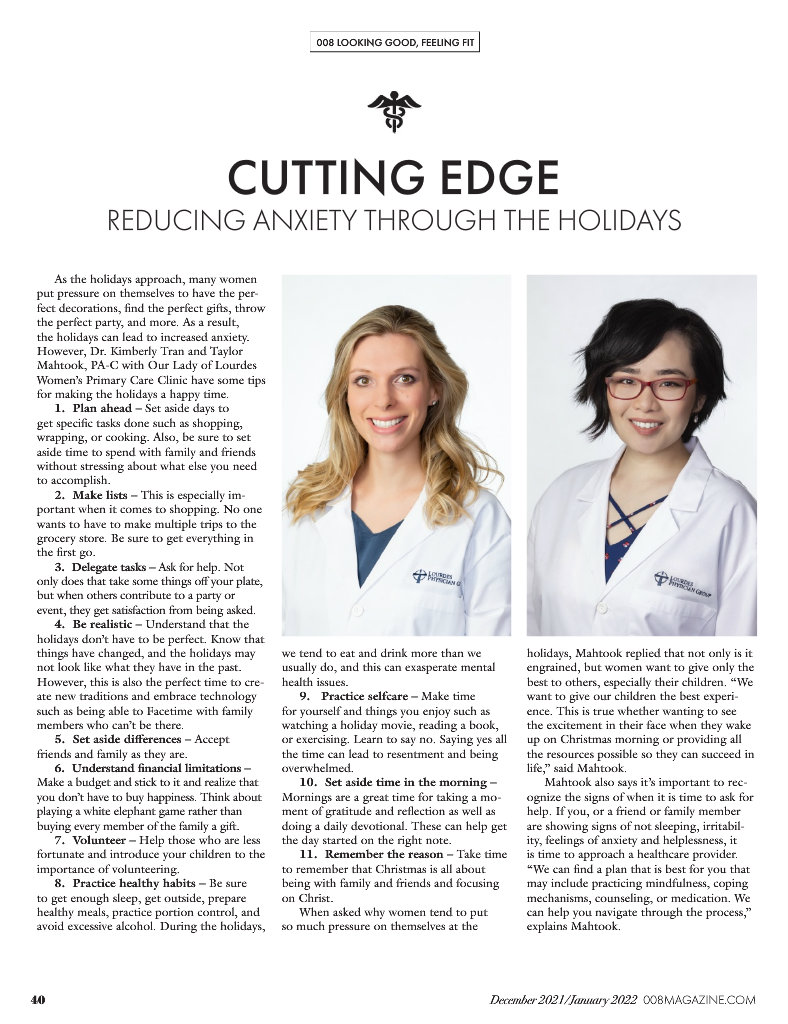 008 LOOKING GOOD, FEELING FIT
CUTTING EDGE
REDUCING ANXIETY THROUGH THE HOLIDAYS
As the holidays approach, many women
put pressure on themselves to have the per-
fect decorations, find the perfect gifts, throw
the perfect party, and more. As a result,
the holidays can lead to increased anxiety.
However, Dr. Kimberly Tran and Taylor
Mahtook, PA-C with Our Lady of Lourdes
Women's Primary Care Clinic have some tips
for making the holidays a happy time.
1. Plan ahead – Set aside days to
get specific tasks done such as shopping,
wrapping, or cooking. Also, be sure to set
aside time to spend with family and friends
without stressing about what else you need
to accomplish.
2. Make lists – This is especially im-
portant when it comes to shopping. No one
wants to have to make multiple trips to the
grocery store. Be sure to get everything in
the first go.
3. Delegate tasks – Ask for help. Not
only does that take some things off your plate,
but when others contribute to a party or
event, they get satisfaction from being asked.
4. Be realistic – Understand that the
holidays don't have to be perfect. Know that
things have changed, and the holidays may
not look like what they have in the past.
However, this is also the perfect time to cre-
ate new traditions and embrace technology
such as being able to Facetime with family
members who can't be there.
5. Set aside differences – Accept
friends and family as they are.
6. Understand financial limitations –
Make a budget and stick to it and realize that
you don't have to buy happiness. Think about
playing a white elephant game rather than
buying every member of the family a gift.
7. Volunteer – Help those who are less
fortunate and introduce your children to the
importance of volunteering.
8. Practice healthy habits – Be sure
to get enough sleep, get outside, prepare
healthy meals, practice portion control, and
avoid excessive alcohol. During the holidays,
LOURDES
PHYSICIAN G
LOURDES
PHYSICIAN GROUP
we tend to eat and drink more than we
usually do, and this can exasperate mental
health issues.
9. Practice selfcare – Make time
for yourself and things you enjoy such as
watching a holiday movie, reading a book,
or exercising. Learn to say no. Saying yes all
the time can lead to resentment and being
overwhelmed.
10. Set aside time in the morning –
Mornings are a great time for taking a mo-
ment of gratitude and reflection as well as
doing a daily devotional. These can help get
the day started on the right note.
11. Remember the reason – Take time
to remember that Christmas is all about
being with family and friends and focusing
on Christ.
When asked why women tend to put
so much pressure on themselves at the
holidays, Mahtook replied that not only is it
engrained, but women want to give only the
best to others, especially their children. “We
want to give our children the best experi-
ence. This is true whether wanting to see
the excitement in their face when they wake
up on Christmas morning or providing all
the resources possible so they can succeed in
life,” said Mahtook.
Mahtook also says it's important to rec-
ognize the signs of when it is time to ask for
help. If you, or a friend or family member
are showing signs of not sleeping, irritabil-
ity, feelings of anxiety and helplessness, it
is time to approach a healthcare provider.
“We can find a plan that is best for you that
may include practicing mindfulness, coping
mechanisms, counseling, or medication. We
can help you navigate through the process,”
explains Mahtook.
40
December 2021/January 2022 008MAGAZINE.COM